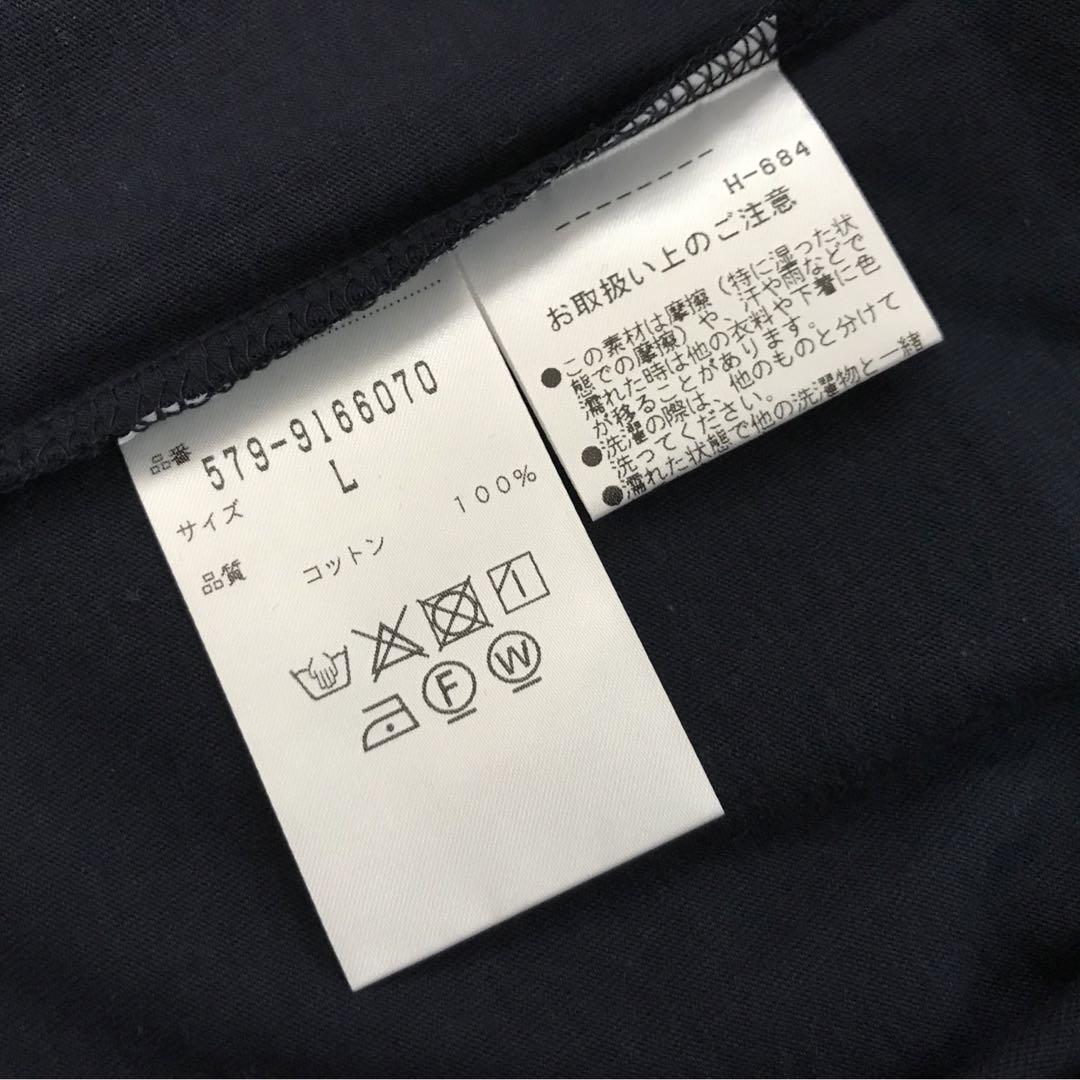 品番 579-9166070
サイズ L
品質 コットン 100%
F W
H-684
お取扱い上のご注意
●この素材は摩擦(特に湿った状
態での摩擦)や、汗や雨などで
濡れた時は他の衣料や下着に色
が移ることがあります。
●洗濯の際は、他のものと分けて
洗ってください。
●濡れた状態で他の洗濯物と一緒